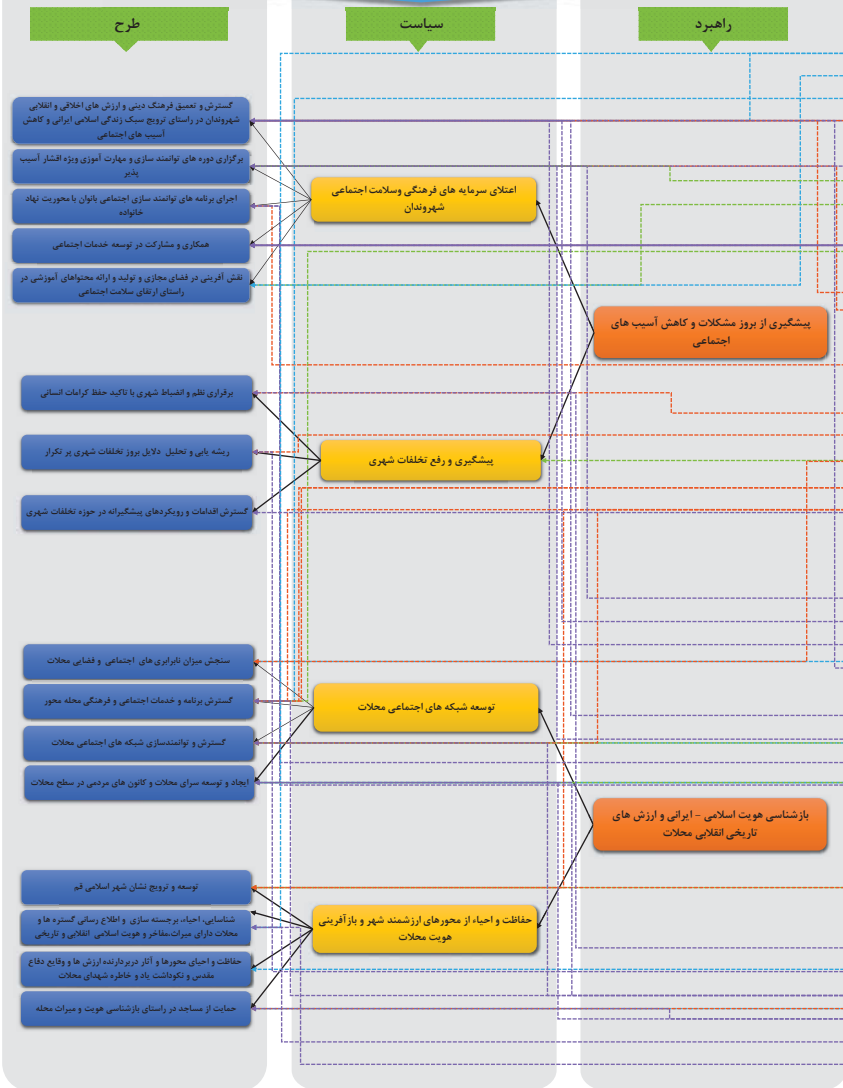 راهبرد
سیاست
طرح
پیشگیری از بروز مشکلات و کاهش آسیب های
اجتماعی
اعتلای سرمایه های فرهنگی وسلامت اجتماعی
شهروندان
گسترش و تعمیق فرهنگ دینی و ارزش های اخلاقی و انقلابی
شهروندان در راستای ترویج سبک زندگی اسلامی ایرانی و کاهش
آسیب های اجتماعی
برگزاری دوره های توانمند سازی و مهارت آموزی ویژه اقشار آسیب
پذیر
اجرای برنامه های توانمند سازی اجتماعی بانوان با محوریت نهاد
خانواده
همکاری و مشارکت در توسعه خدمات اجتماعی
نقش آفرینی در فضای مجازی و تولید و ارائه محتواهای آموزشی در
راستای ارتقای سلامت اجتماعی
پیشگیری و رفع تخلفات شهری
برقراری نظم و انضباط شهری با تاکید حفظ کرامات انسانی
ریشه یابی و تحلیل دلایل بروز تخلفات شهری پر تکرار
گسترش اقدامات و رویکردهای پیشگیرانه در حوزه تخلفات شهری
بازشناسی هویت اسلامی - ایرانی و ارزش های
تاریخی انقلابی محلات
توسعه شبکه های اجتماعی محلات
سنجش میزان نابرابری های اجتماعی و فضایی محلات
گسترش برنامه و خدمات اجتماعی و فرهنگی محله محور
گسترش و توانمندسازی شبکه های اجتماعی محلات
ایجاد و توسعه سرای محلات و کانون های مردمی در سطح محلات
حفاظت و احیاء از محورهای ارزشمند شهر و بازآفرینی
هویت محلات
توسعه و ترویج نشان شهر اسلامی قم
شناسایی، احیاء، برجسته سازی و اطلاع رسانی گستره ها و
محلات دارای میراث،مفاخر و هویت اسلامی انقلابی و تاریخی
حفاظت و احیای محورها و آثار دربردارنده ارزش ها و وقایع دفاع
مقدس و نکوداشت یاد و خاطره شهدای محلات
حمایت از مساجد در راستای بازشناسی هویت و میراث محله